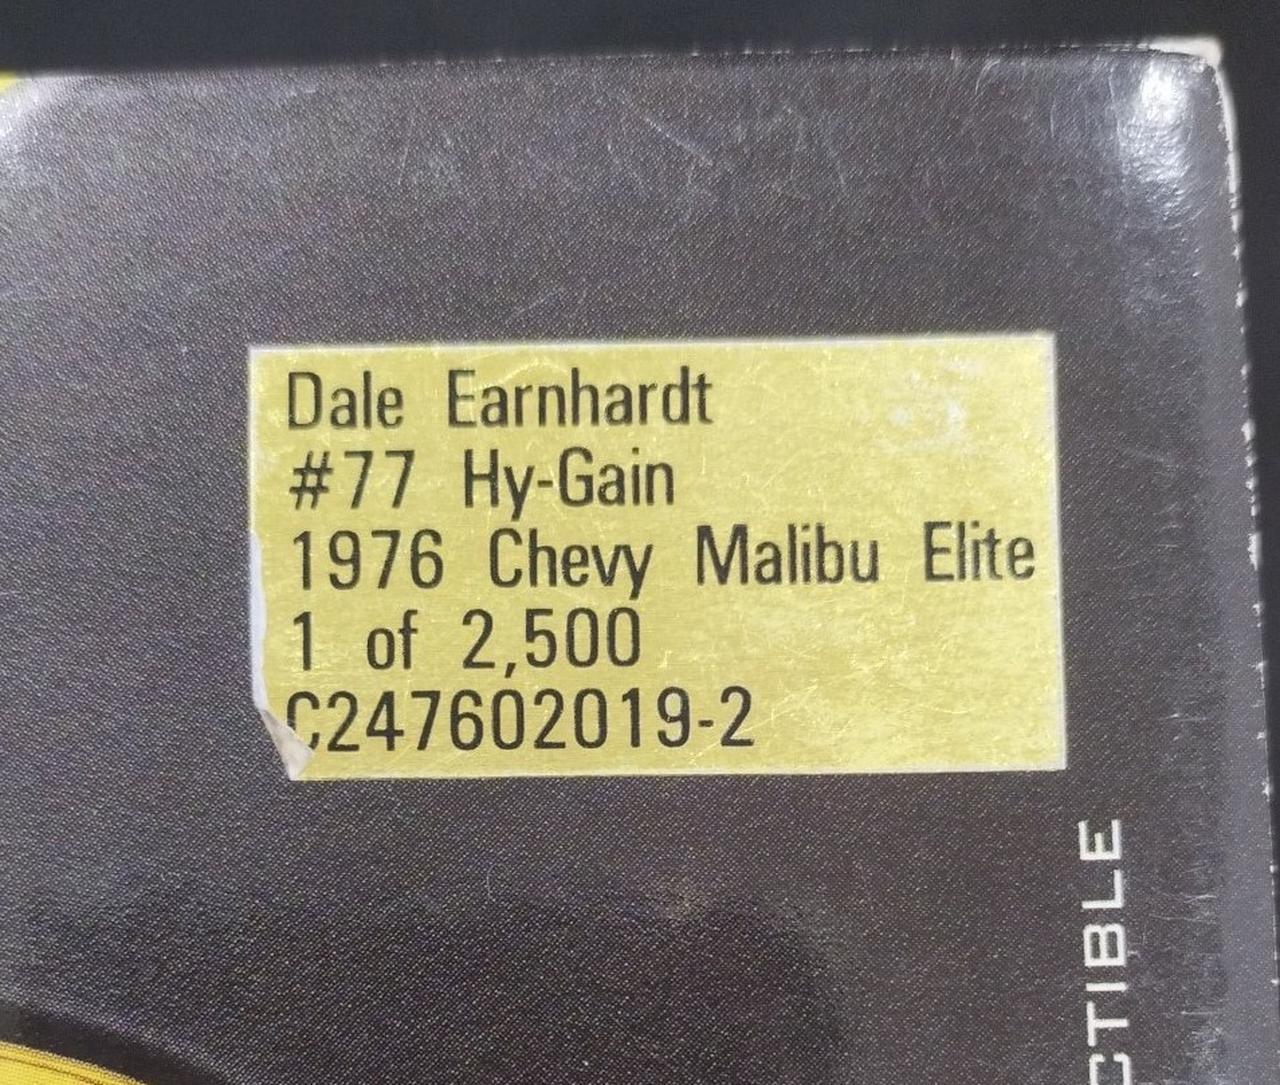 Dale Earnhardt
#77 Hy-Gain
1976 Chevy Malibu Elite
1 of 2,500
C247602019-2
CTIBLE